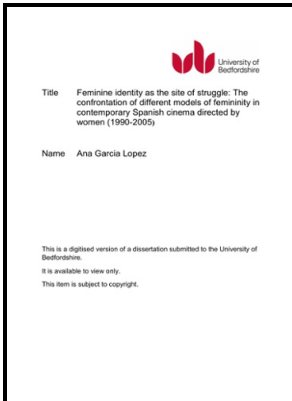 University of
Bedfordshire
Title Feminine identity as the site of struggle: The
confrontation of different models of femininity in
contemporary Spanish cinema directed by
women (1990-2005)
Name Ana Garcia Lopez
This is a digitised version of a dissertation submitted to the University of
Bedfordshire.
It is available to view only.
This item is subject to copyright.